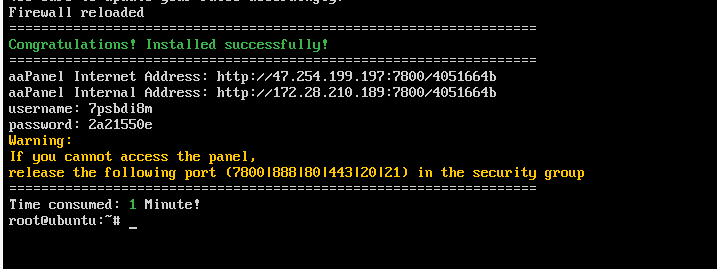 Firewall reloaded
==================================================================
Congratulations! Installed successfully!
==================================================================
aaPanel Internet Address: http://47.254.199.197:7800/4051664b
aaPanel Internal Address: http://172.28.210.189:7800/4051664b
username: 7psbdi8m
password: 2a21550e
Warning:
If you cannot access the panel,
release the following port (7800|888|80|443|20|21) in the security group
==================================================================
Time consumed: 1 Minute!
root@ubuntu:~# _